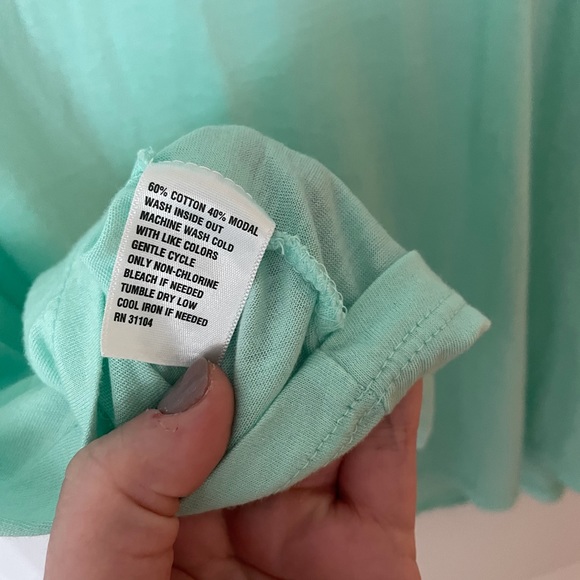 60% COTTON 40% MODAL
WASH INSIDE OUT
MACHINE WASH COLD
WITH LIKE COLORS
GENTLE CYCLE
ONLY NON-CHLORINE
BLEACH IF NEEDED
TUMBLE DRY LOW
COOL IRON IF NEEDED
RN 31104